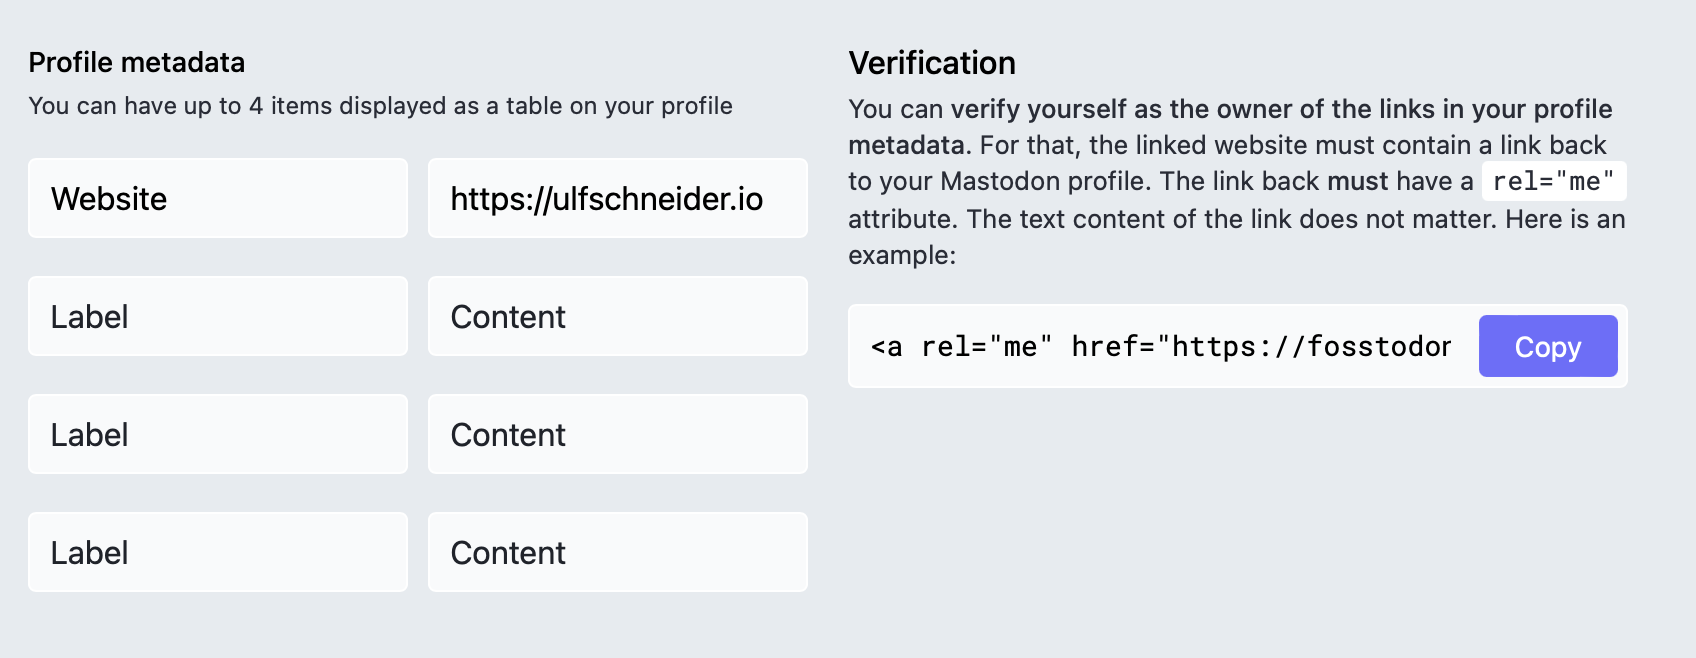 Profile metadata
You can have up to 4 items displayed as a table on your profile
Website
https://ulfschneider.io
Label
Content
Label
Content
Label
Content
Verification
You can verify yourself as the owner of the links in your profile
metadata. For that, the linked website must contain a link back
to your Mastodon profile. The link back must have a rel="me"
attribute. The text content of the link does not matter. Here is an
example:
<a rel="me" href="https://fosstodon
Copy